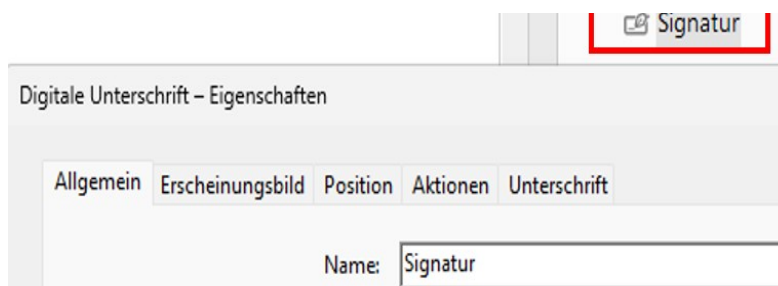 Signatur
Digitale Unterschrift – Eigenschaften
Allgemein Erscheinungsbild Position Aktionen Unterschrift
Name: Signatur